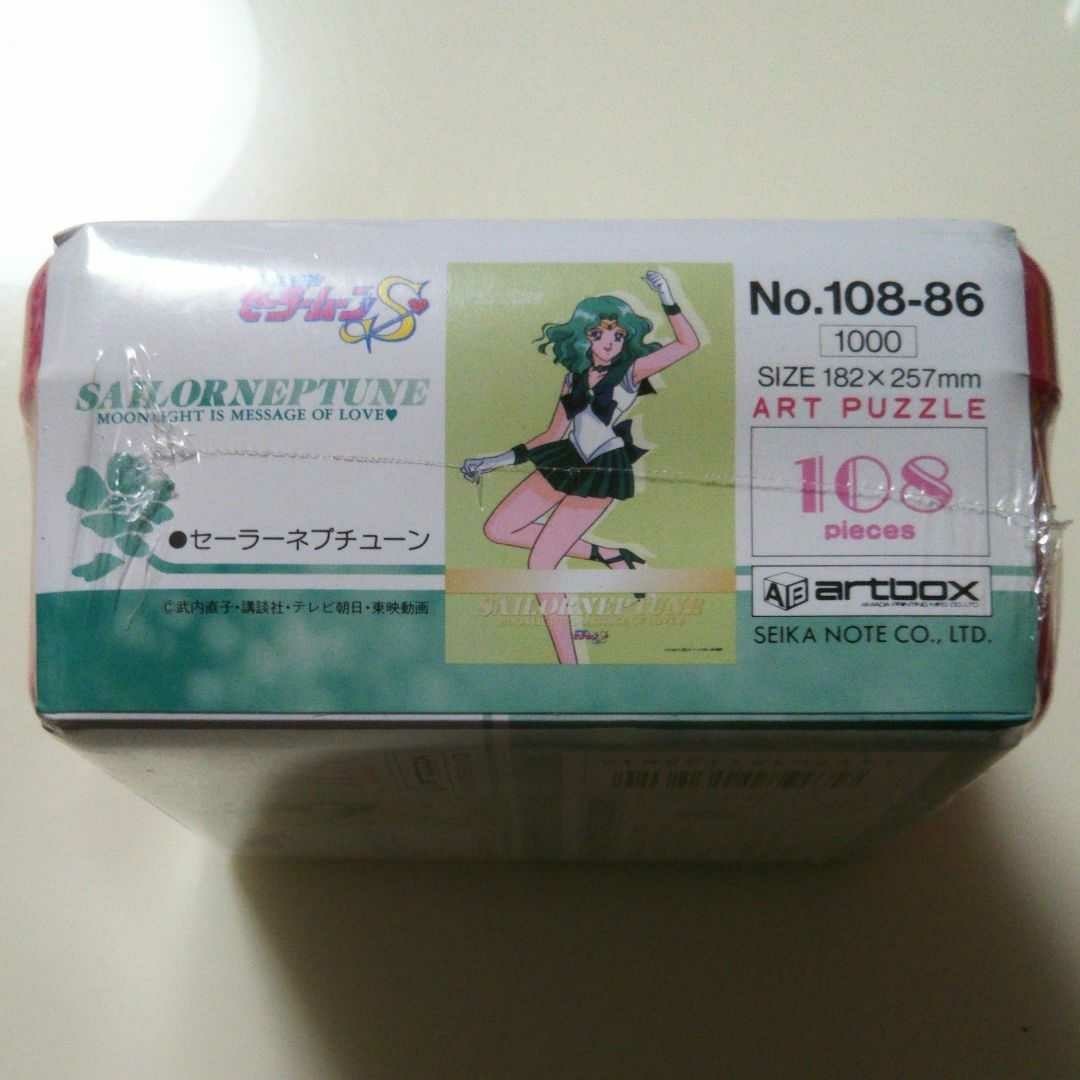 セーラームーンS
SAILORNEPTUNE
MOONLIGHT IS MESSAGE OF LOVE♥
●セーラーネプチューン
©武内直子・講談社・テレビ朝日・東映動画
SAILORNEPTUNE
No.108-86
1000
SIZE 182×257mm
ART PUZZLE
108
pieces
artbox
SEIKA NOTE CO., LTD.